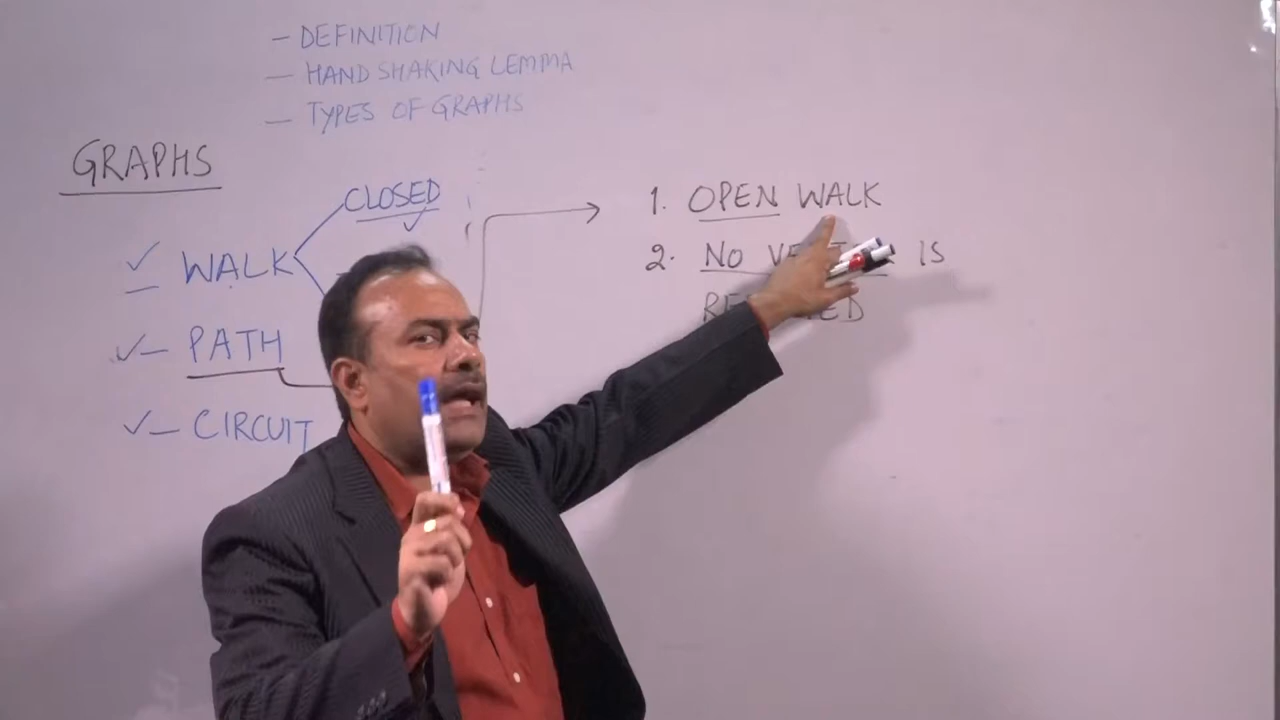 — DEFINITION
— HAND SHAKING LEMMA
— TYPES OF GRAPHS
GRAPHS
WALK
CLOSED
PATH
CIRCUIT
1. OPEN WALK
2. NO IS